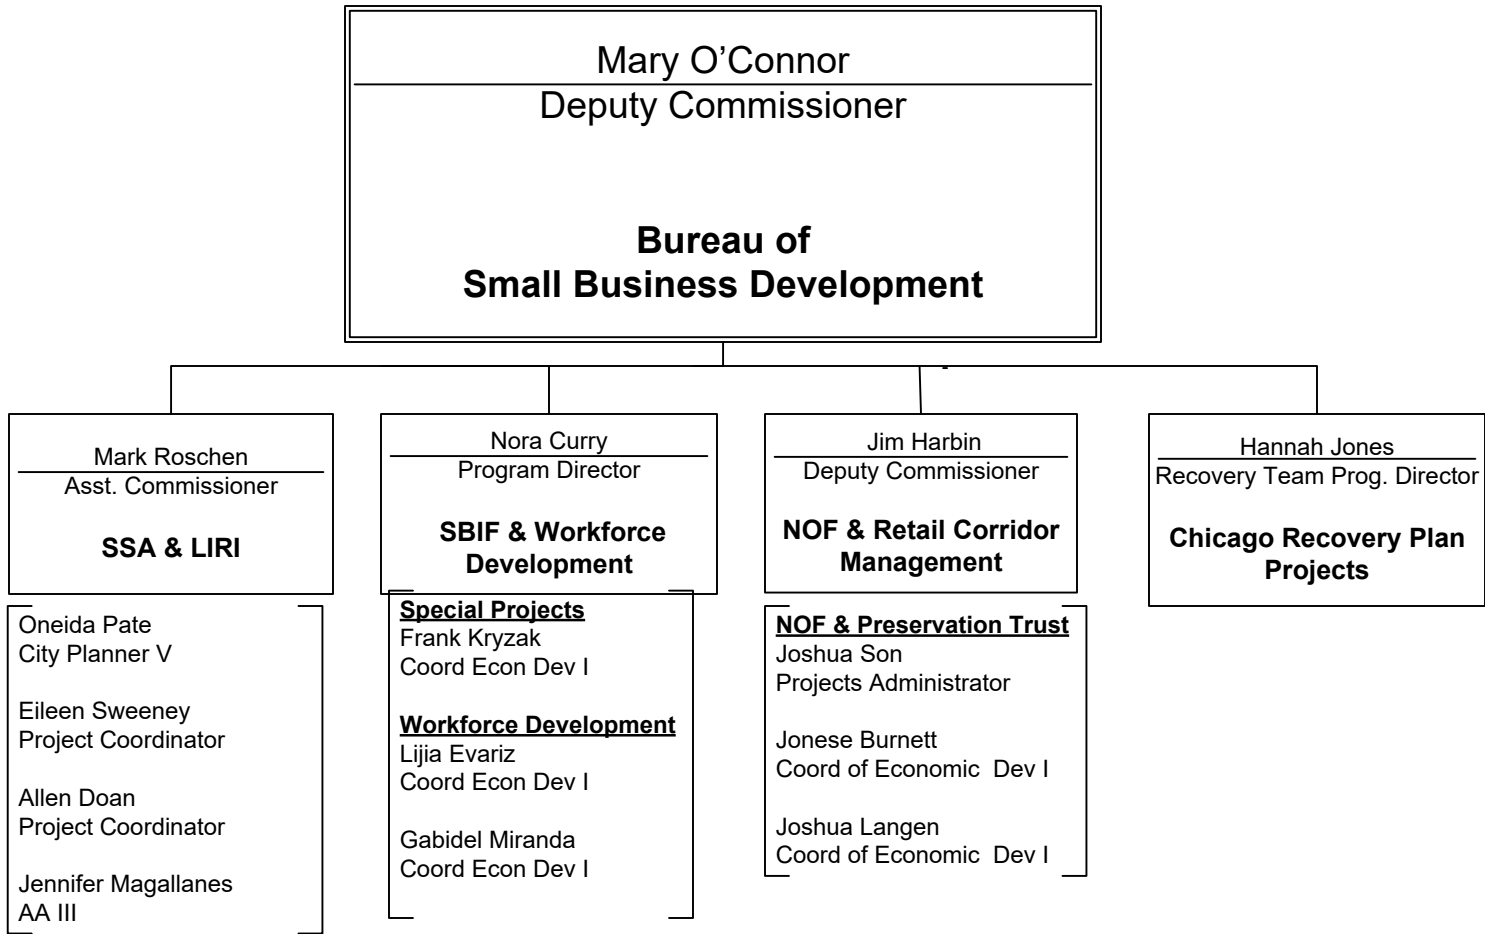 Mary O’Connor
Deputy Commissioner
Bureau of
Small Business Development
Mark Roschen
Asst. Commissioner
SSA & LIRI
Oneida Pate
City Planner V
Eileen Sweeney
Project Coordinator
Allen Doan
Project Coordinator
Jennifer Magallanes
AA III
Nora Curry
Program Director
SBIF & Workforce
Development
Special Projects
Frank Kryzak
Coord Econ Dev I
Workforce Development
Lijia Evariz
Coord Econ Dev I
Gabidel Miranda
Coord Econ Dev I
Jim Harbin
Deputy Commissioner
NOF & Retail Corridor
Management
NOF & Preservation Trust
Joshua Son
Projects Administrator
Jonese Burnett
Coord of Economic  Dev I
Joshua Langen
Coord of Economic  Dev I
Hannah Jones
Recovery Team Prog. Director
Chicago Recovery Plan
Projects